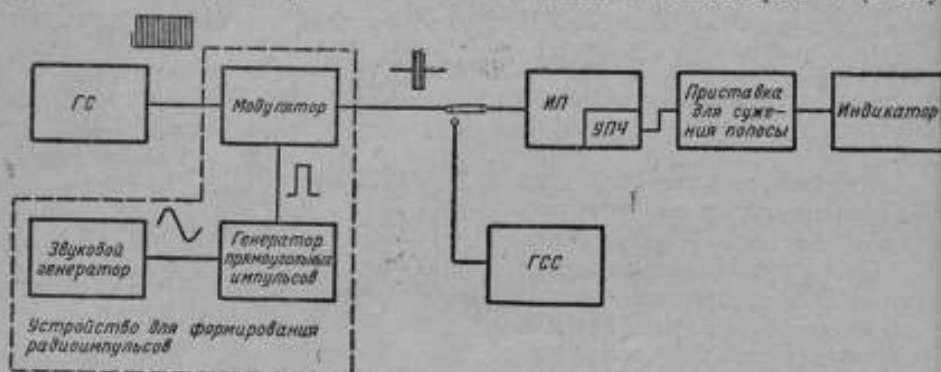 ГС
Модулятор
ИП
УПЧ
Приставка
для суже-
ния полосы
Индикатор
Звуковой
генератор
Генератор
прямоугольных
импульсов
ГСС
Устройство для формирования
радиоимпульсов